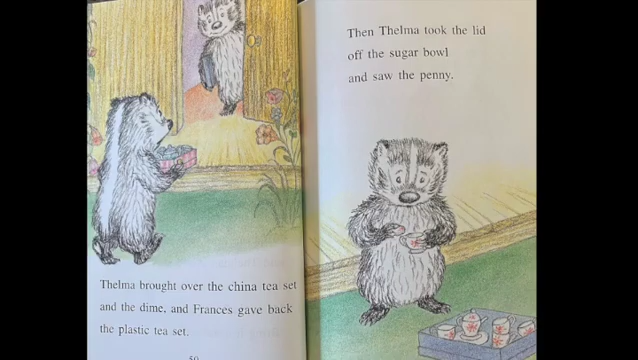 Thelma brought over the china tea set
and the dime, and Frances gave back
the plastic tea set.
50
Then Thelma took the lid
off the sugar bowl
and saw the penny.